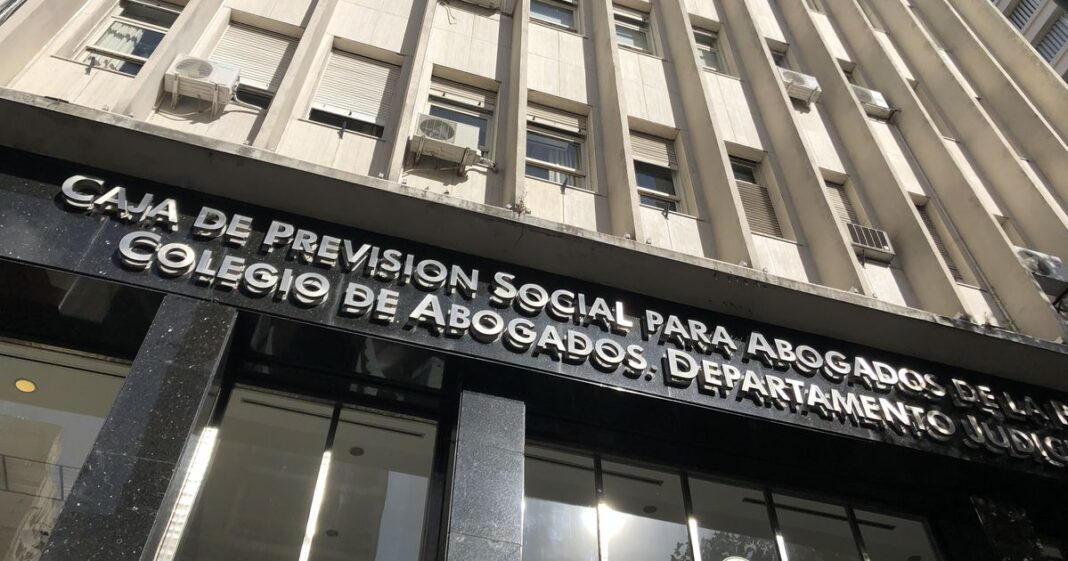 Caja de Prevision Social para Abogados de la
Colegio de Abogados. Departamento